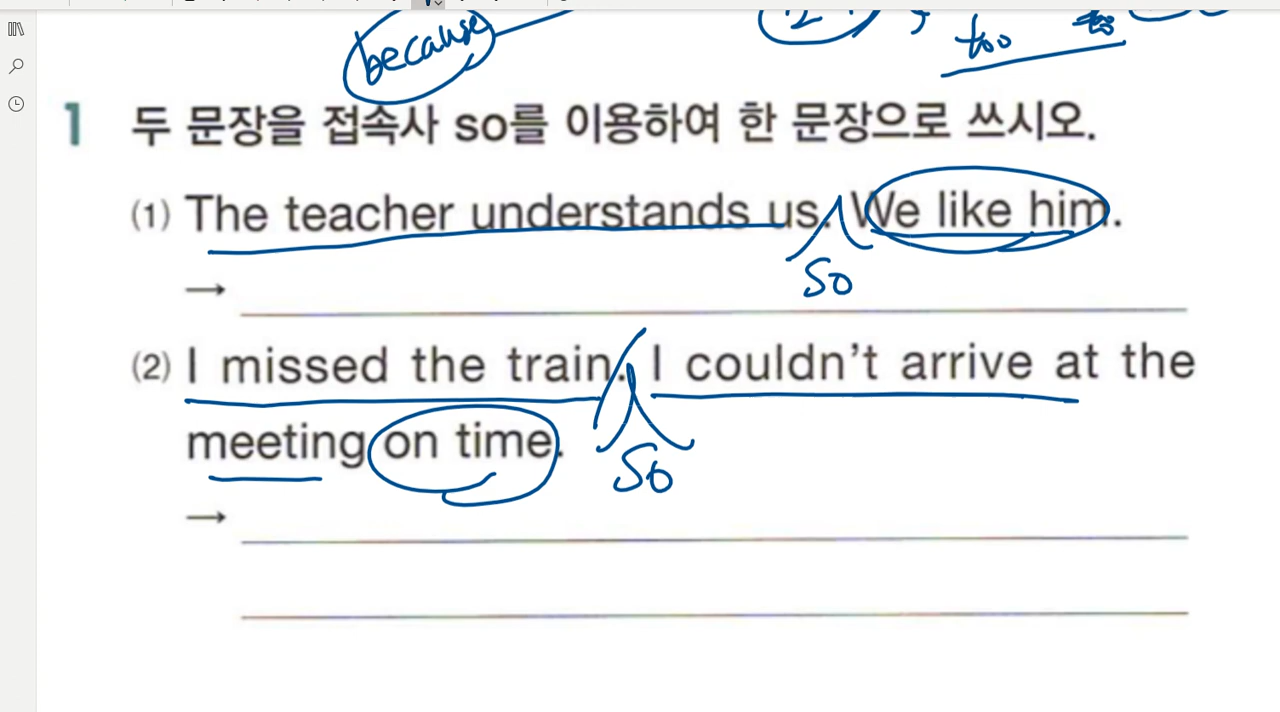 because
too to
1 두 문장을 접속사 so를 이용하여 한 문장으로 쓰시오.
(1) The teacher understands us. We like him.
so
→
(2) I missed the train. I couldn't arrive at the
meeting on time.
so
→